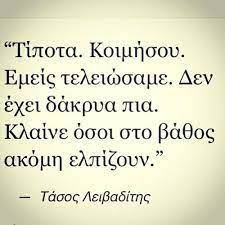 “Τίποτα. Κοιμήσου.
Εμείς τελειώσαμε. Δεν
έχει δάκρυα πια.
Κλαίνε όσοι στο βάθος
ακόμη ελπίζουν.”
— Τάσος Λειβαδίτης